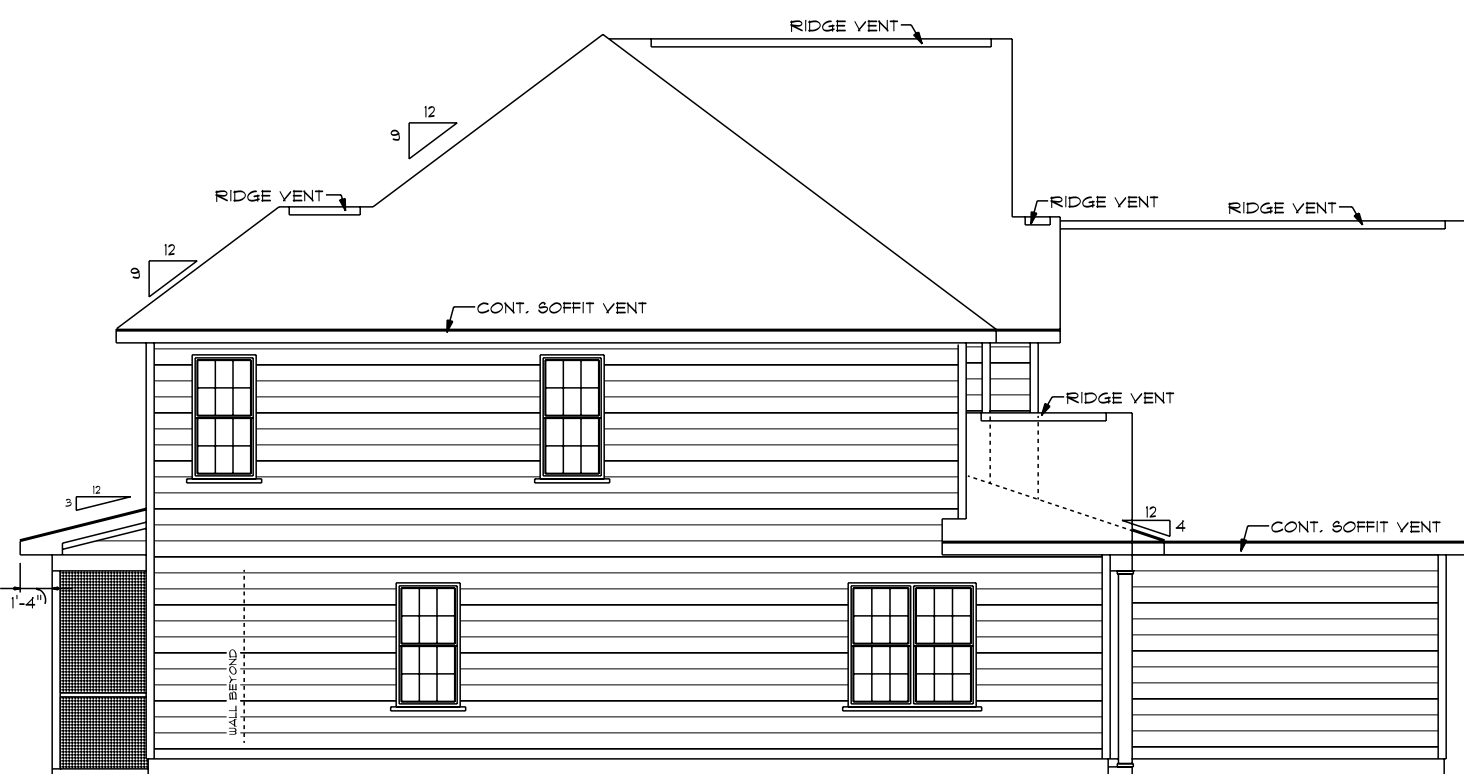 RIDGE VENT
12
9
RIDGE VENT
RIDGE VENT
RIDGE VENT
12
9
CONT. SOFFIT VENT
RIDGE VENT
12
3
12
4
CONT. SOFFIT VENT
1'-4"
WALL BEYOND